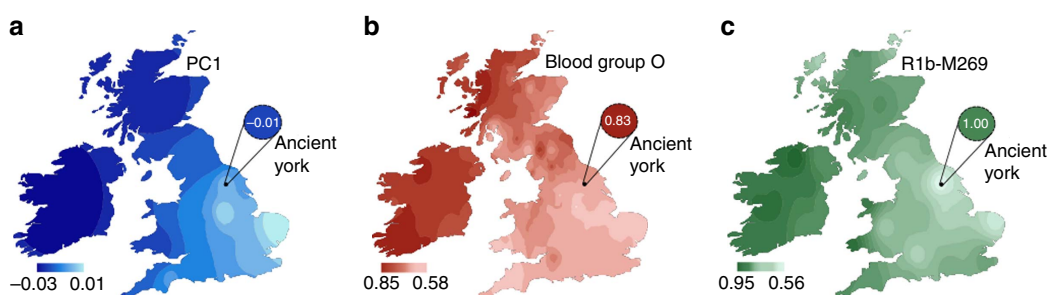 a
PC1
–0.01
Ancient
york
–0.03 0.01
b
Blood group O
0.83
Ancient
york
0.85 0.58
c
R1b-M269
1.00
Ancient
york
0.95 0.56